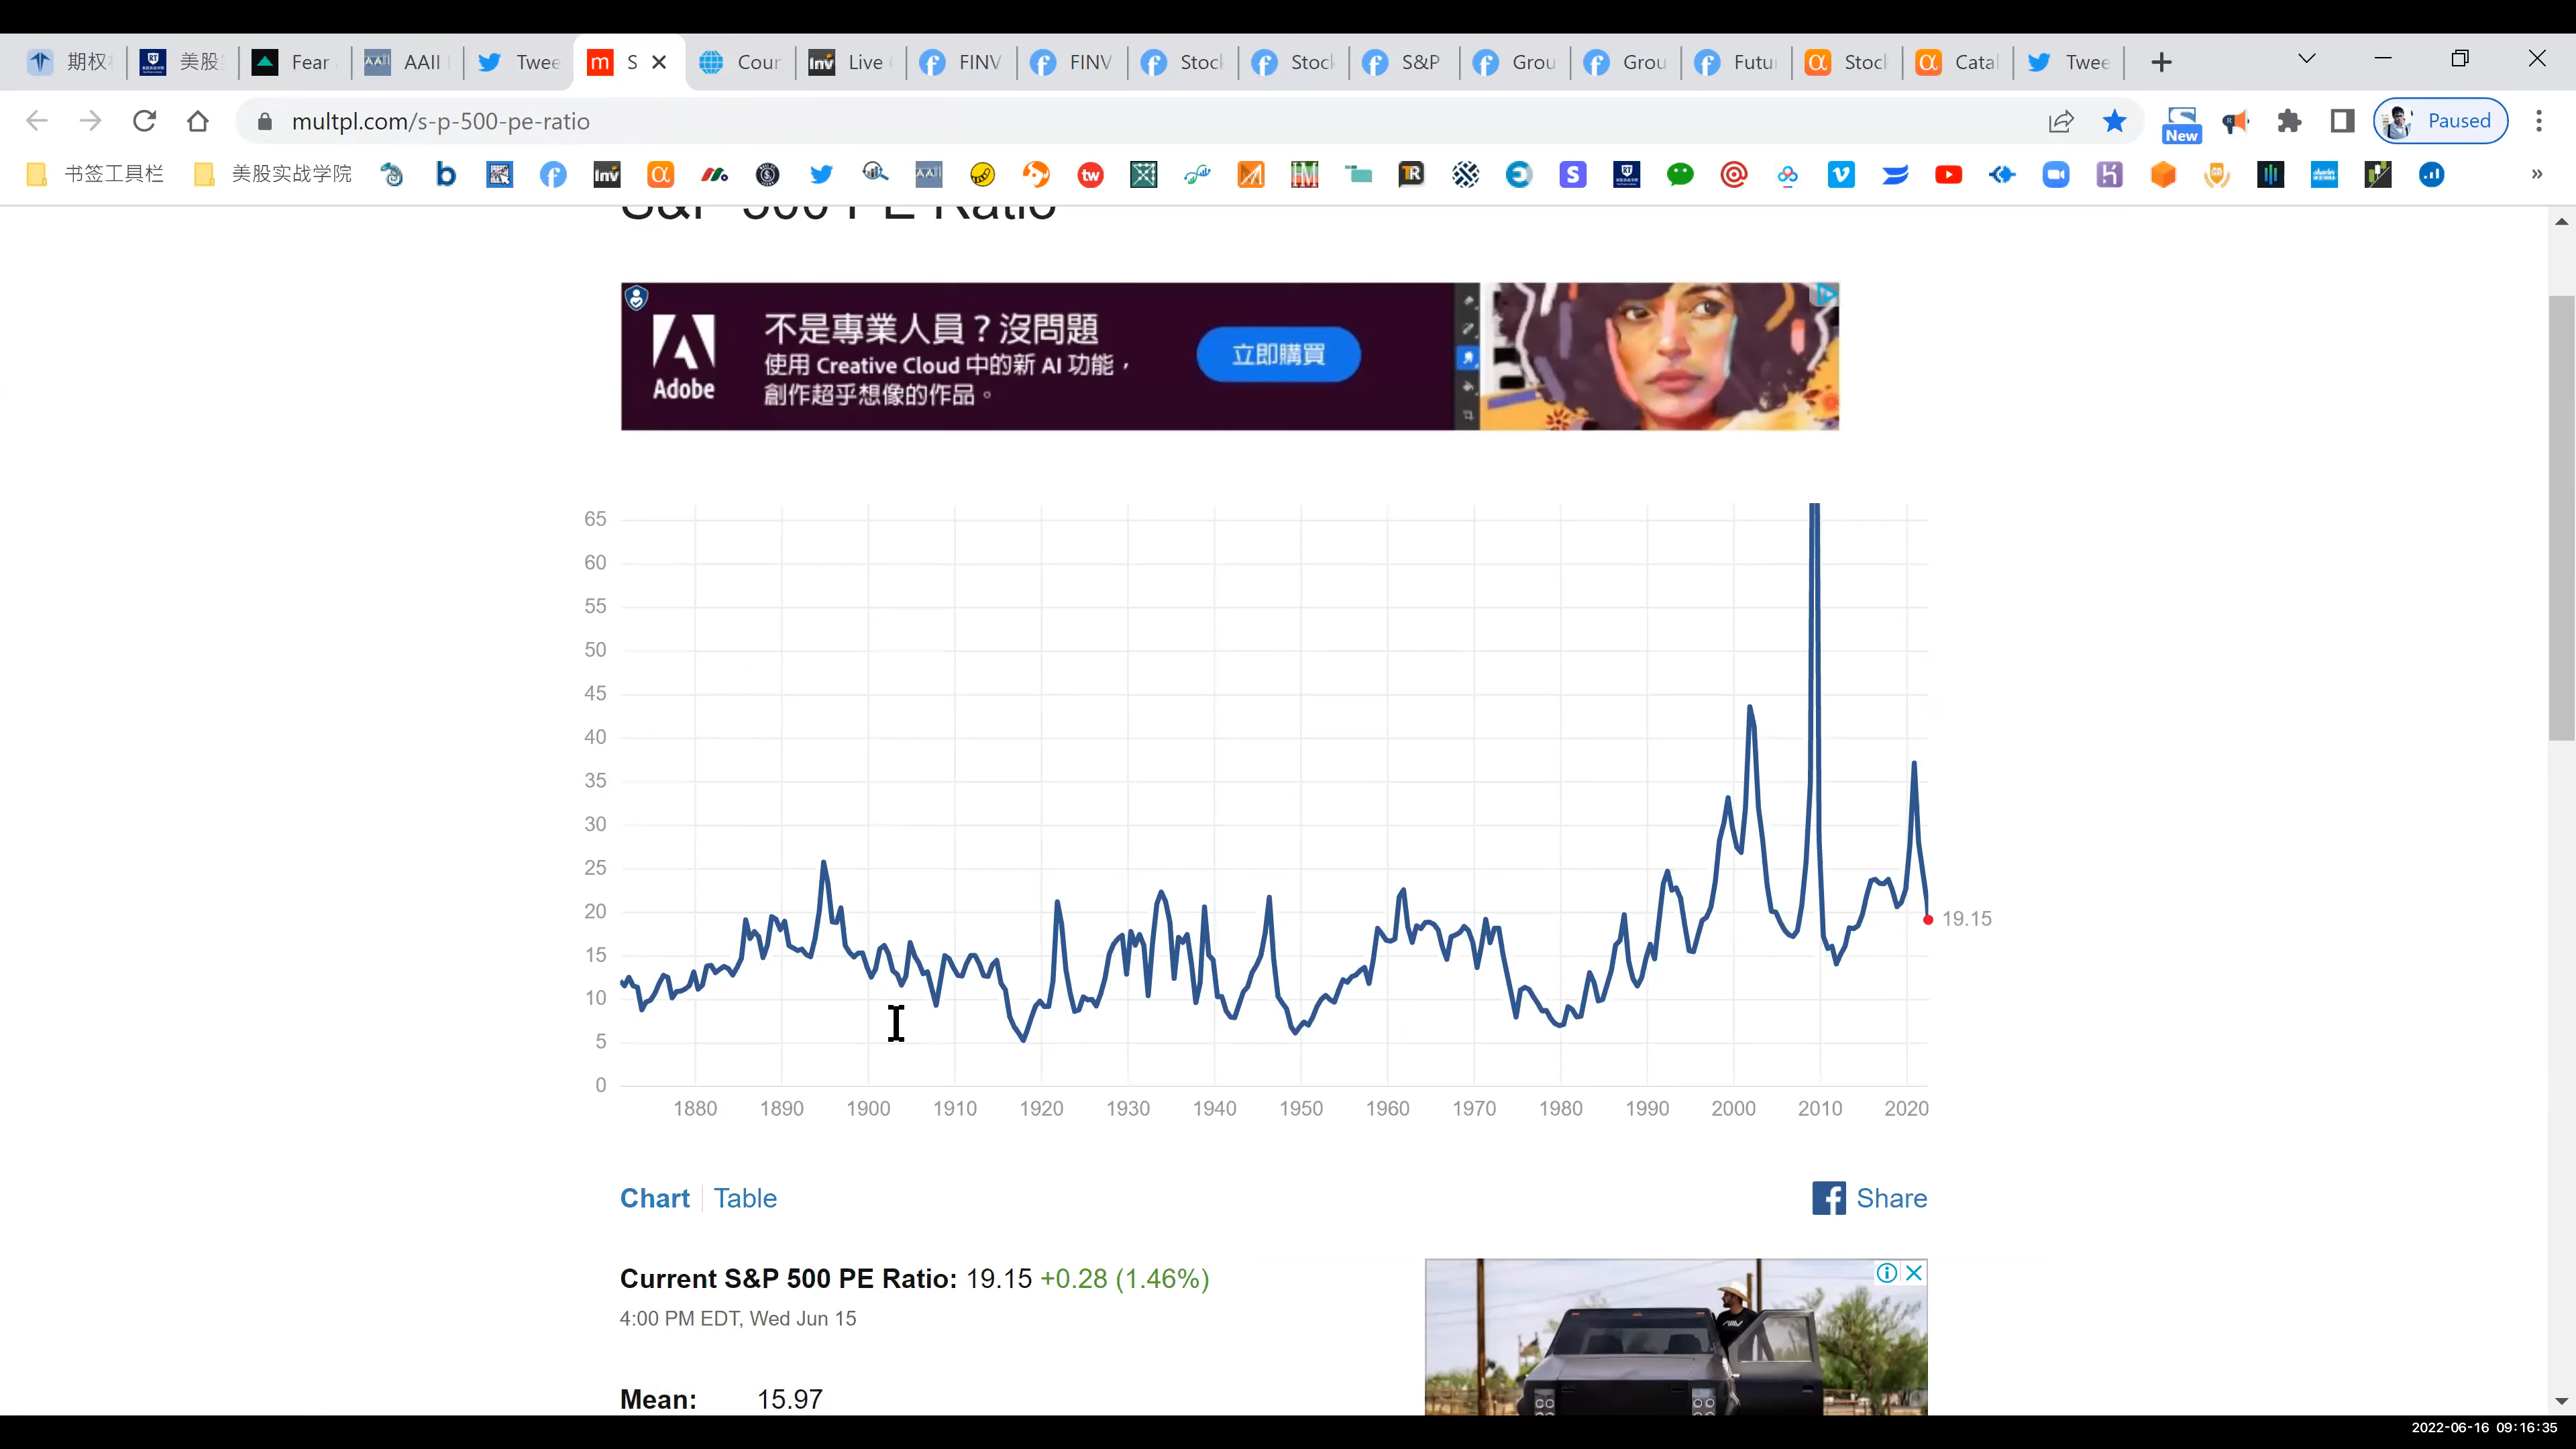 期权
美股
Fear
AAII
Twee
S
Cour
Live
FINV
FINV
Stoc
Stoc
S&P
Grou
Grou
Futu
Stoc
Cata
Twee
multpl.com/s-p-500-pe-ratio
New
Paused
书签工具栏
美股实战学院
S&P 500 PE Ratio
不是專業人員？沒問題
使用 Creative Cloud 中的新 AI 功能，
創作超乎想像的作品。
Adobe
立即購買
65
60
55
50
45
40
35
30
25
20
15
10
5
0
19.15
1880 1890 1900 1910 1920 1930 1940 1950 1960 1970 1980 1990 2000 2010 2020
Chart Table
Share
Current S&P 500 PE Ratio: 19.15 +0.28 (1.46%)
4:00 PM EDT, Wed Jun 15
Mean: 15.97
2022-06-16 09:16:35